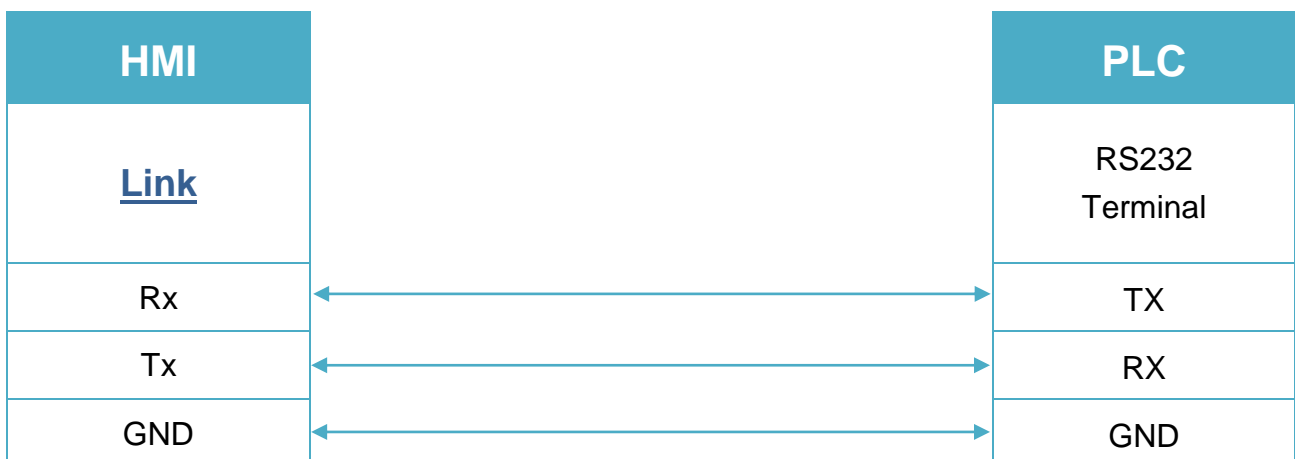 HMI
PLC
Link
RS232
Terminal
Rx
TX
Tx
RX
GND
GND